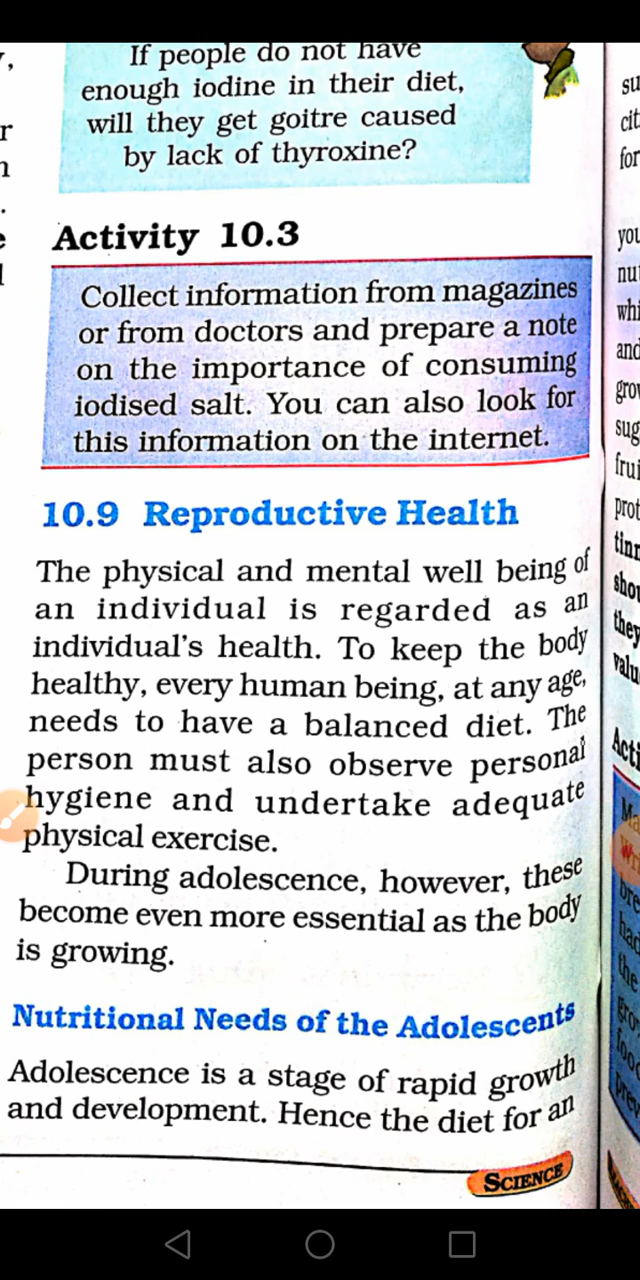 If people do not have
enough iodine in their diet,
will they get goitre caused
by lack of thyroxine?
Activity 10.3
Collect information from magazines
or from doctors and prepare a note
on the importance of consuming
iodised salt. You can also look for
this information on the internet.
10.9 Reproductive Health
The physical and mental well being of
an individual is regarded as an
individual's health. To keep the body
healthy, every human being, at any age,
needs to have a balanced diet. The
person must also observe personal
hygiene and undertake adequate
physical exercise.
During adolescence, however, these
become even more essential as the body
is growing.
Nutritional Needs of the Adolescents
Adolescence is a stage of rapid growth
and development. Hence the diet for an
SCIENCE